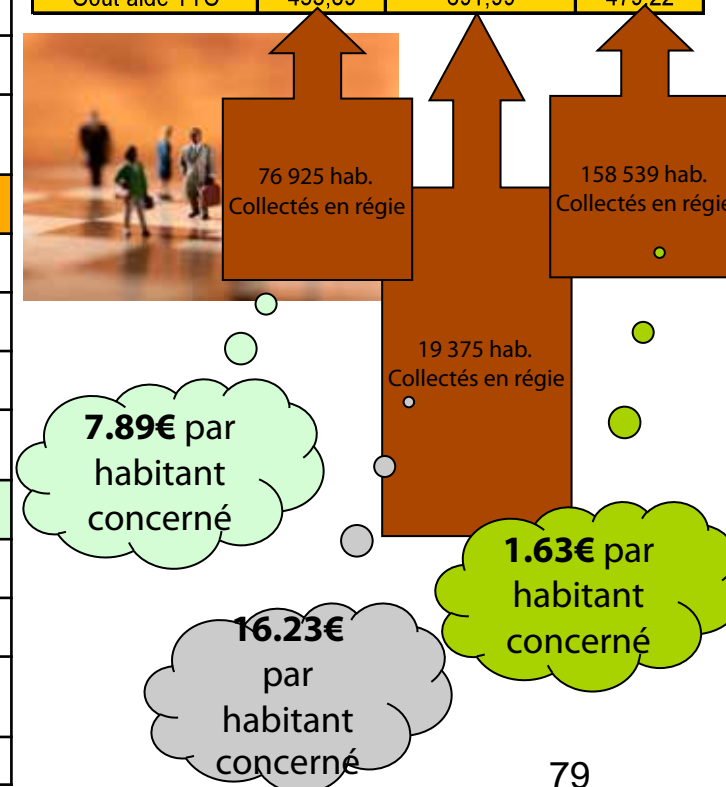 76 925 hab.
Collectés en régie
158 539 hab.
Collectés en régie
19 375 hab.
Collectés en régie
7.89€ par
habitant
concerné
1.63€ par
habitant
concerné
16.23€
par
habitant
concerné
79